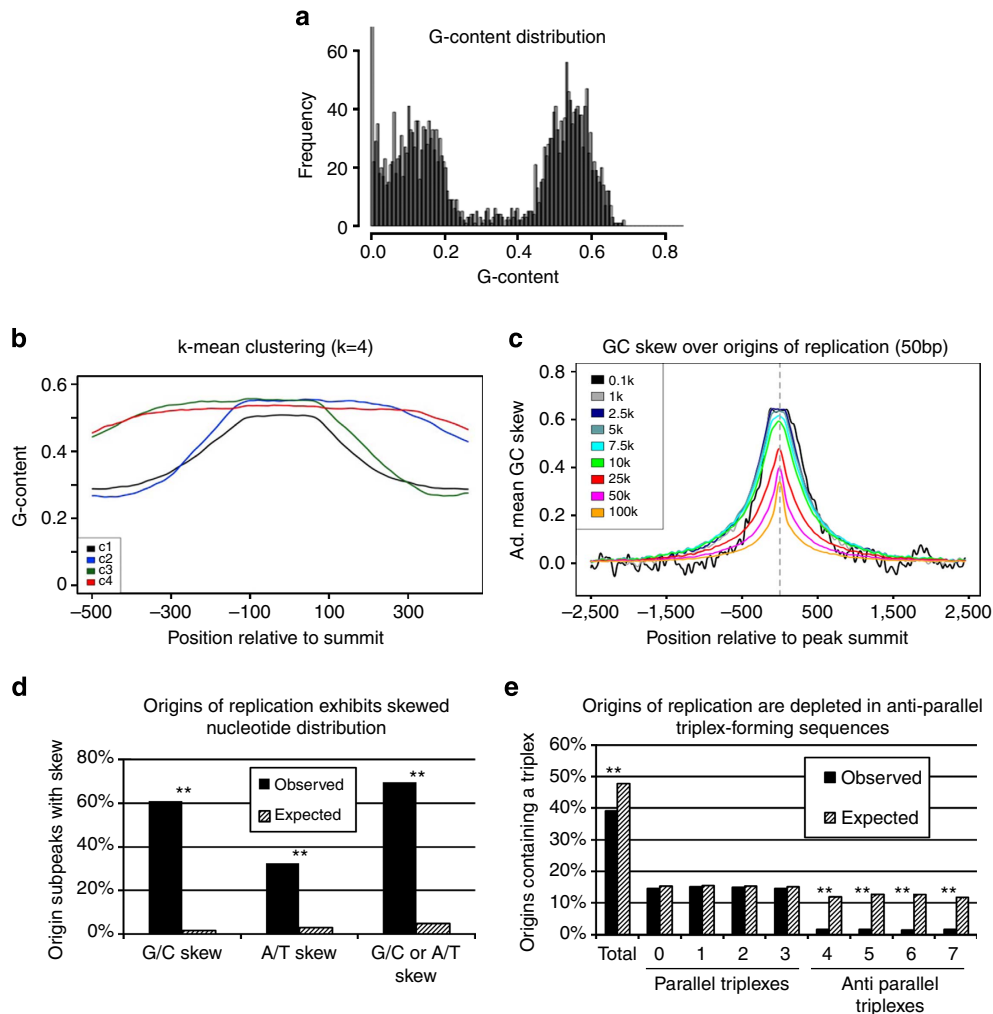 a
G-content distribution
Frequency
60
40
20
0
0.0 0.2 0.4 0.6 0.8
G-content
b
k-mean clustering (k=4)
G-content
0.6
0.4
0.2
0
c1
c2
c3
c4
–500 –300 –100 100 300
Position relative to summit
c
GC skew over origins of replication (50bp)
Ad. mean GC skew
0.8
0.6
0.4
0.2
0.0
0.1k
1k
2.5k
5k
7.5k
10k
25k
50k
100k
–2,500 –1,500 –500 500 1,500 2,500
Position relative to peak summit
d
Origins of replication exhibits skewed
nucleotide distribution
Origin subpeaks with skew
80%
60%
40%
20%
0%
** ** **
Observed
Expected
G/C skew A/T skew G/C or A/T
skew
e
Origins of replication are depleted in anti-parallel
triplex-forming sequences
Origins containing a triplex
60%
50%
40%
30%
20%
10%
0%
**
Observed
Expected
** ** ** **
Total 0 1 2 3 4 5 6 7
Parallel triplexes Anti parallel
triplexes